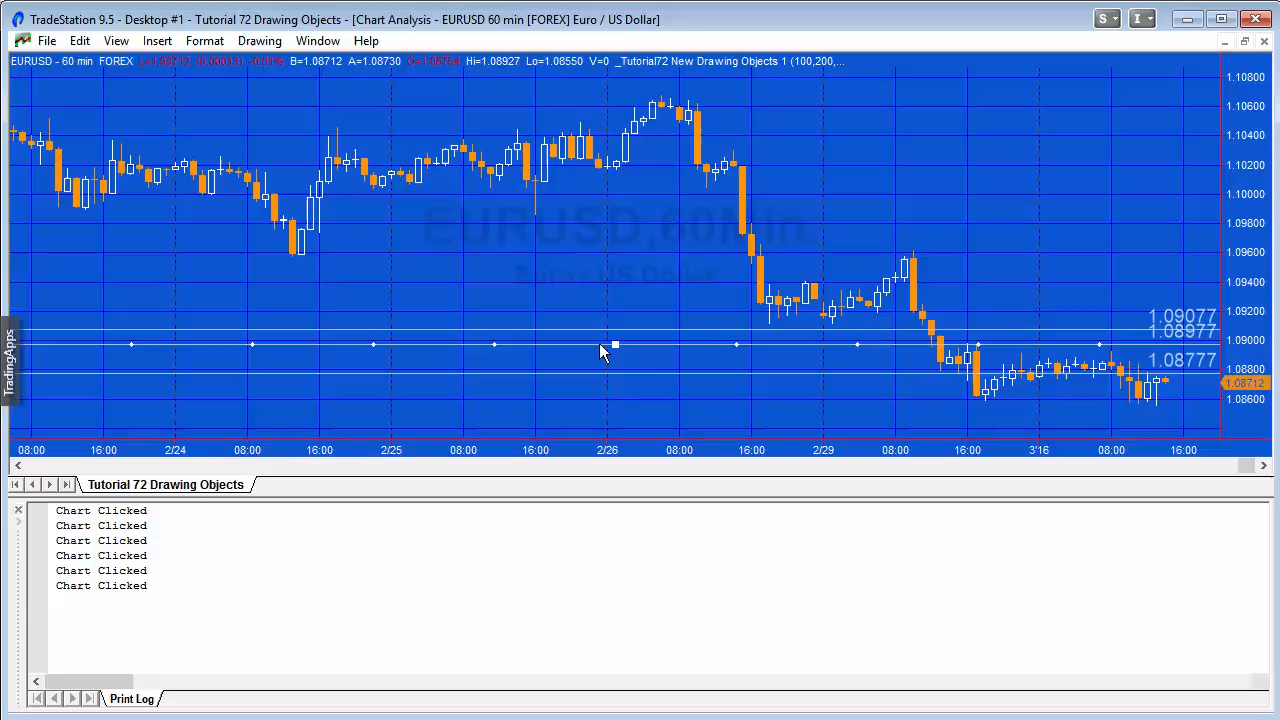 TradeStation 9.5 - Desktop #1 - Tutorial 72 Drawing Objects - [Chart Analysis - EURUSD 60 min [FOREX] Euro / US Dollar]
S I
File Edit View Insert Format Drawing Window Help
EURUSD - 60 min FOREX L=1.08712 (0.00013) -0.01% B=1.08712 A=1.08730 O=1.08754 Hi=1.08927 Lo=1.08550 V=0 _Tutorial72 New Drawing Objects 1 (100,200,...
1.10800
1.10600
1.10400
1.10200
1.10000
1.09800
1.09600
1.09400
1.09200
1.09000
1.08800
1.08712
1.08600
EURUSD,60Min
Euro / US Dollar
1.09077
1.08977
1.08777
TradingApps
08:00 16:00 2/24 08:00 16:00 2/25 08:00 16:00 2/26 08:00 16:00 2/29 08:00 16:00 3'16 08:00 16:00
Tutorial 72 Drawing Objects
Chart Clicked
Chart Clicked
Chart Clicked
Chart Clicked
Chart Clicked
Chart Clicked
Print Log